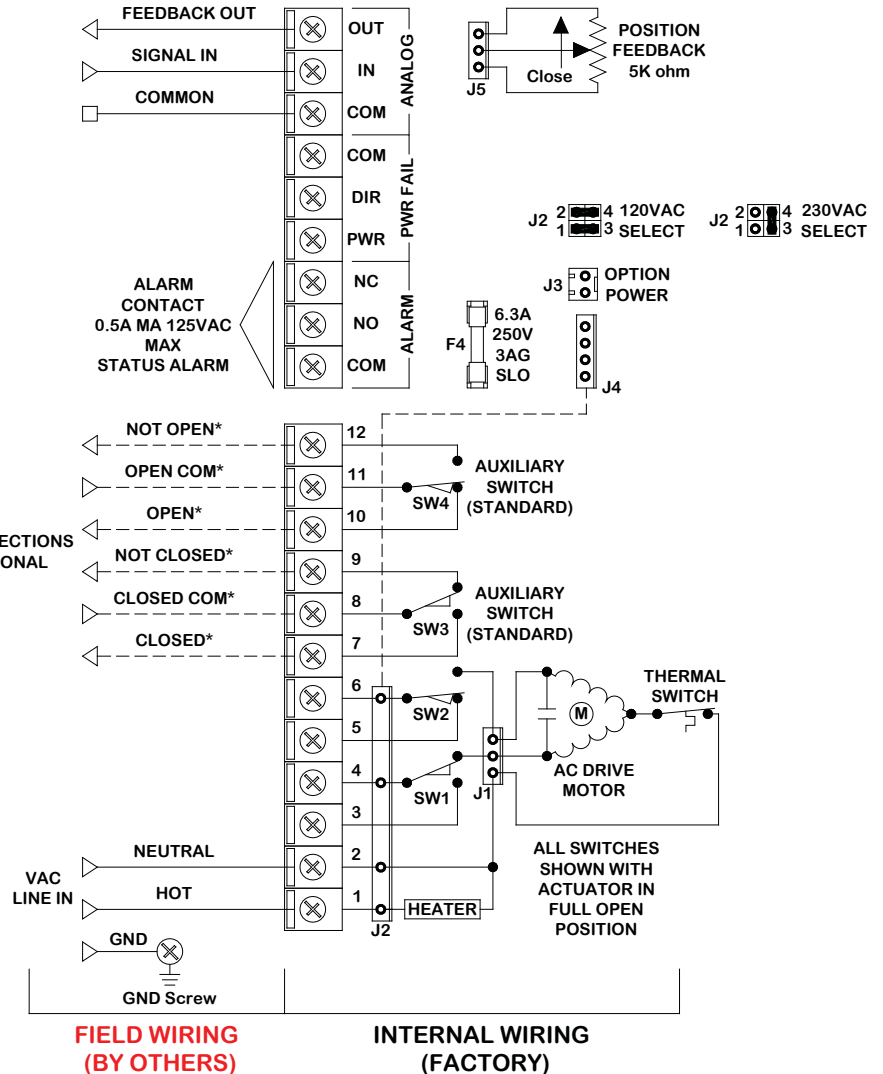 FEEDBACK OUT
SIGNAL IN
COMMON
OUT
IN
COM
ANALOG
COM
DIR
PWR
PWR FAIL
NC
NO
COM
ALARM
ALARM
CONTACT
0.5A MA 125VAC
MAX
STATUS ALARM
J5
Close
POSITION
FEEDBACK
5K ohm
J2
2
1
4
3
120VAC
SELECT
J2
2
1
4
3
230VAC
SELECT
J3
OPTION
POWER
F4
6.3A
250V
3AG
SLO
J4
NOT OPEN*
12
OPEN COM*
11
OPEN*
10
SW4
AUXILIARY
SWITCH
(STANDARD)
ECTIONS
ONAL
NOT CLOSED*
9
CLOSED COM*
8
CLOSED*
7
SW3
AUXILIARY
SWITCH
(STANDARD)
6
5
SW2
4
3
SW1
J1
M
AC DRIVE
MOTOR
THERMAL
SWITCH
VAC
LINE IN
NEUTRAL
2
HOT
1
J2
HEATER
ALL SWITCHES
SHOWN WITH
ACTUATOR IN
FULL OPEN
POSITION
GND
GND Screw
FIELD WIRING
(BY OTHERS)
INTERNAL WIRING
(FACTORY)